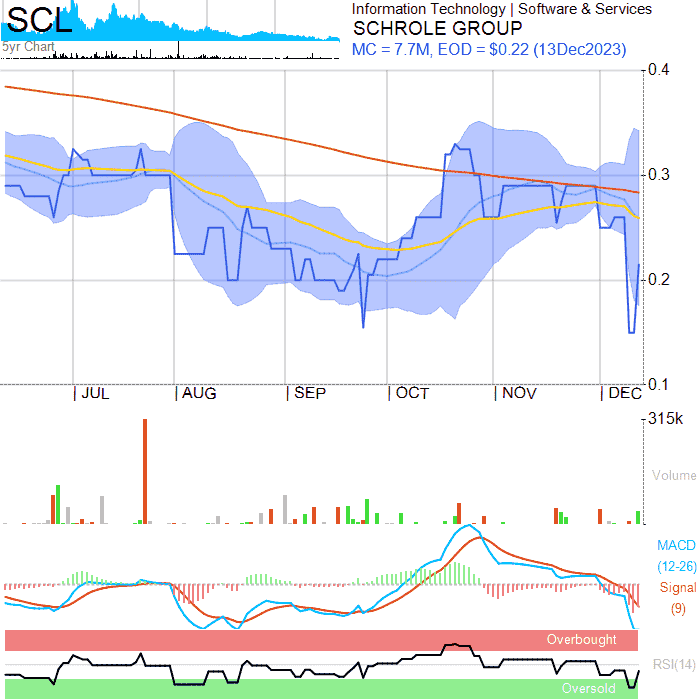 SCL
5yr Chart
Information Technology | Software & Services
SCHROLE GROUP
MC = 7.7M, EOD = $0.22 (13Dec2023)
0.4
0.3
0.2
0.1
| JUL | AUG | SEP | OCT | NOV | DEC
315k
Volume
MACD
(12-26)
Signal
(9)
Overbought
RSI(14)
Oversold